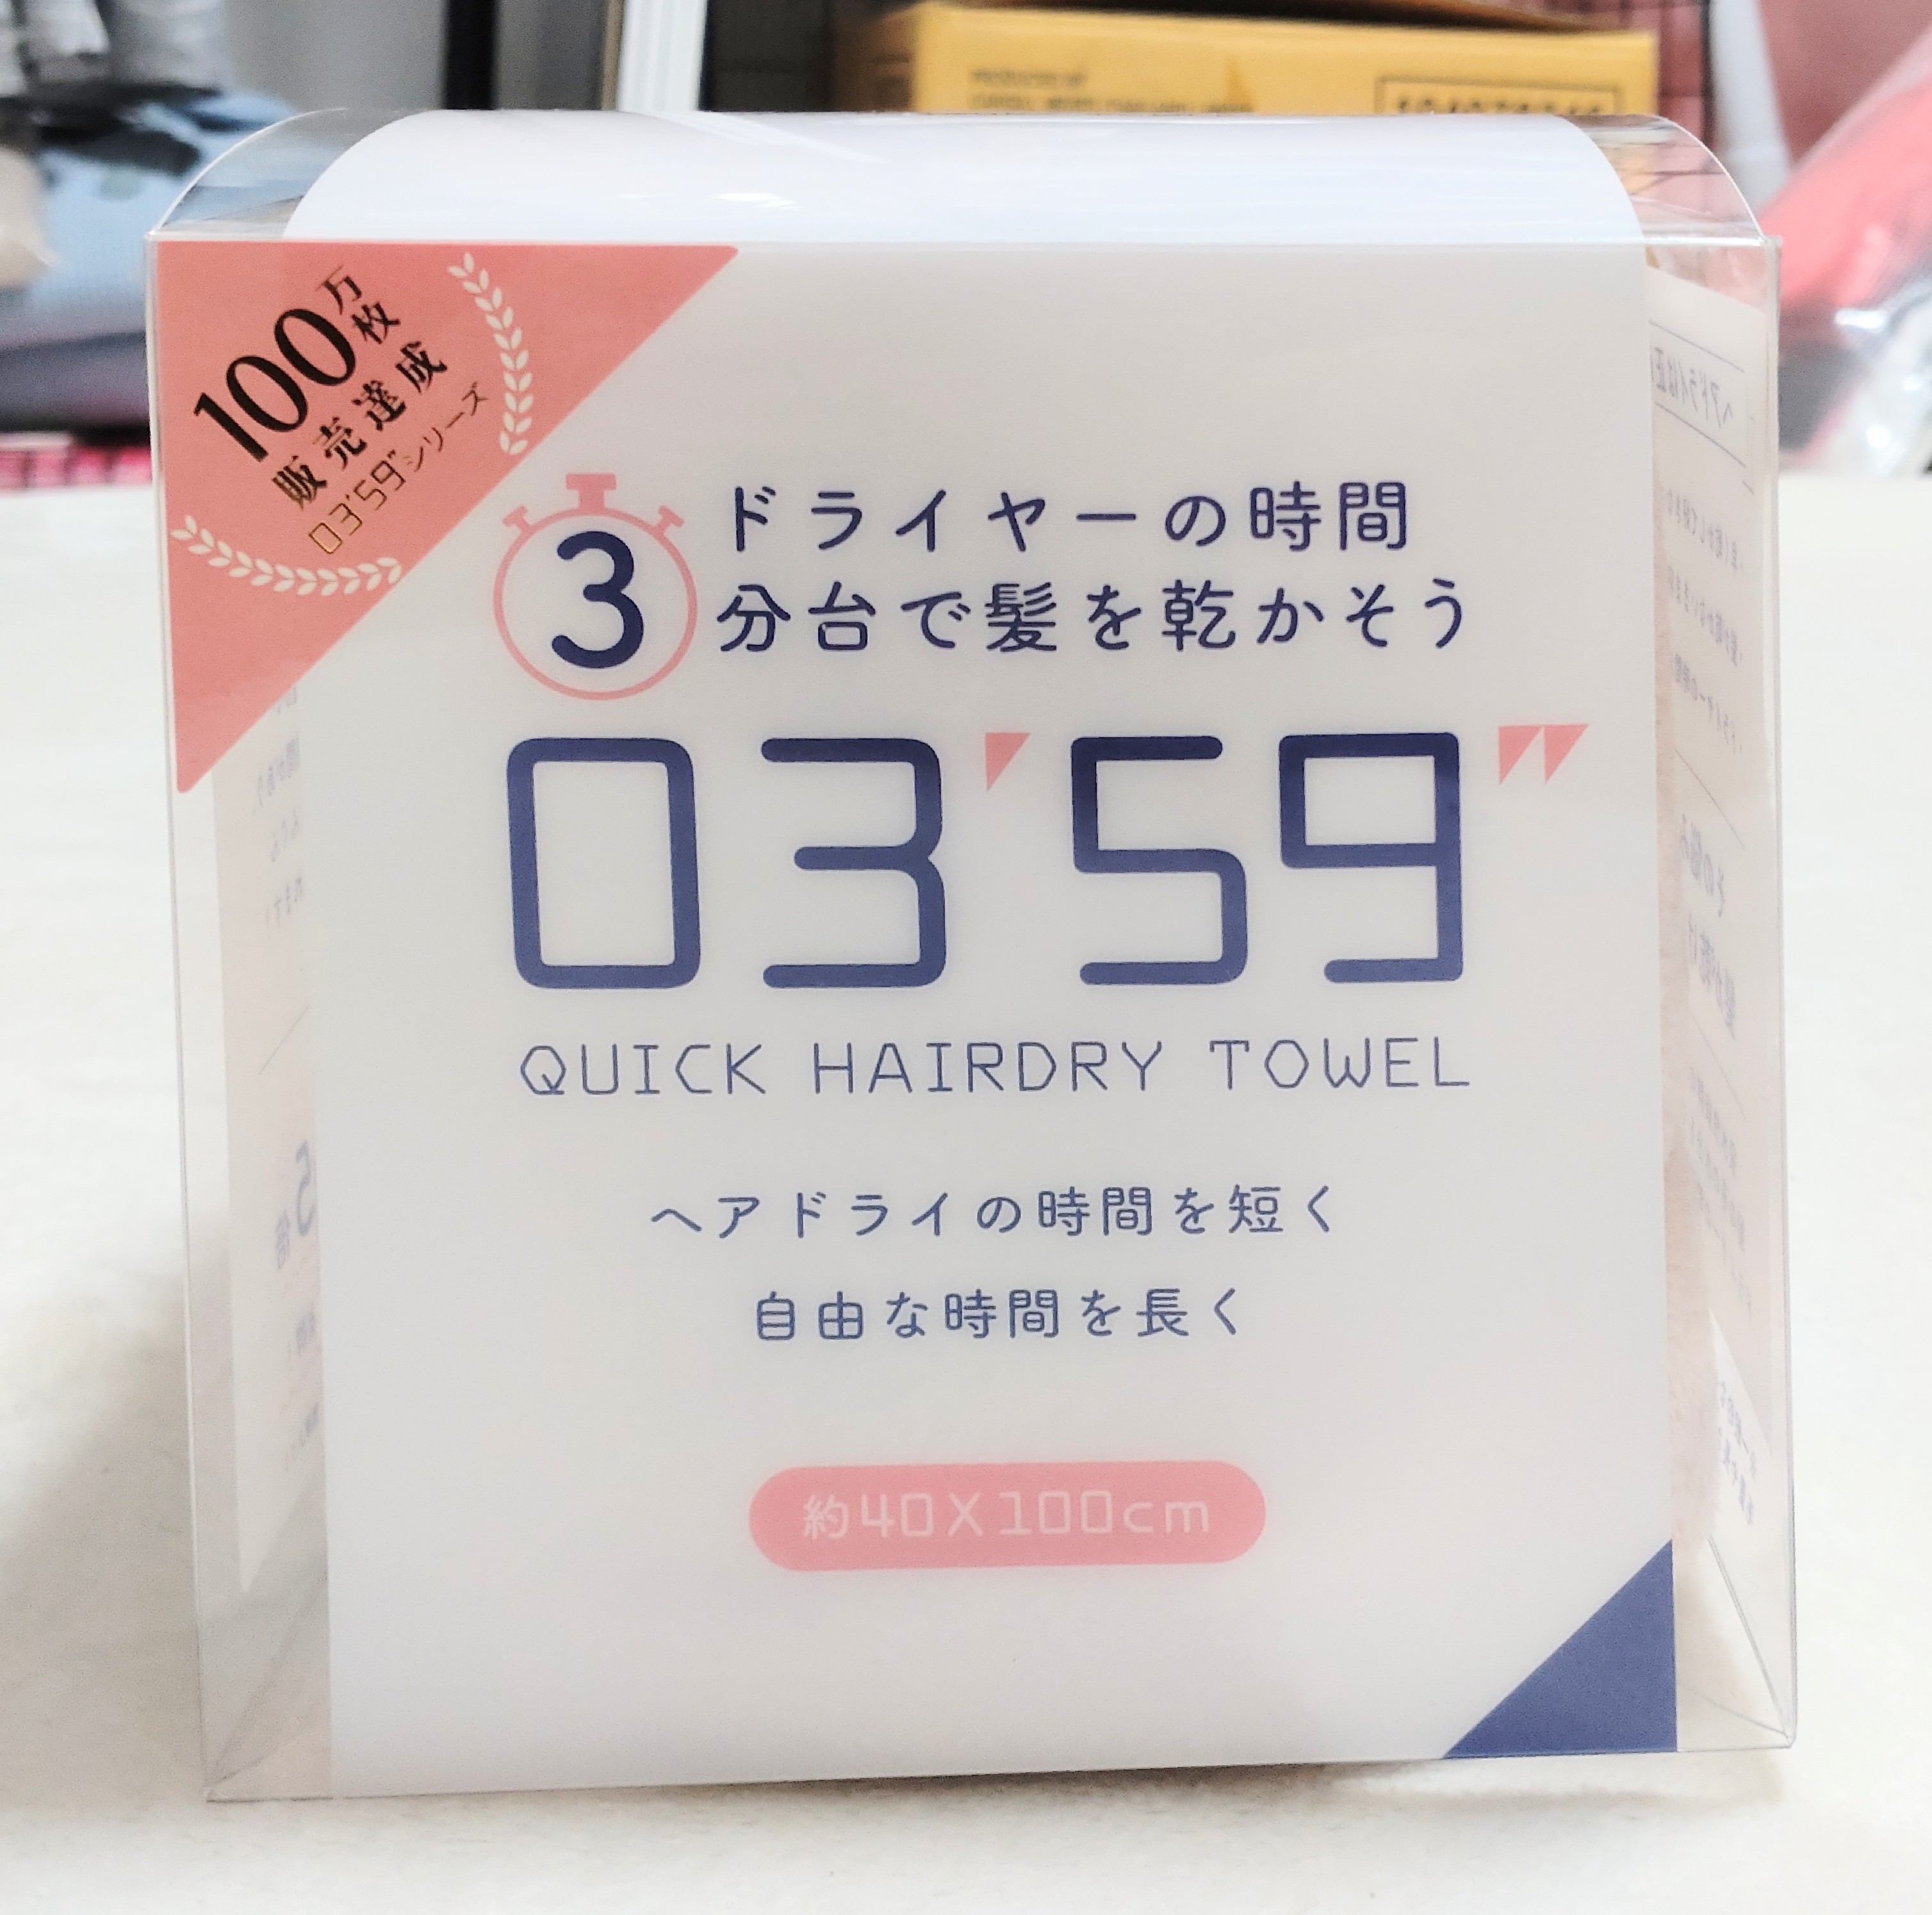 100万枚
販売達成
03'59"シリーズ
ドライヤーの時間
3分台で髪を乾かそう
03'59"
QUICK HAIRDRY TOWEL
ヘアドライの時間を短く
自由な時間を長く
約40X100cm